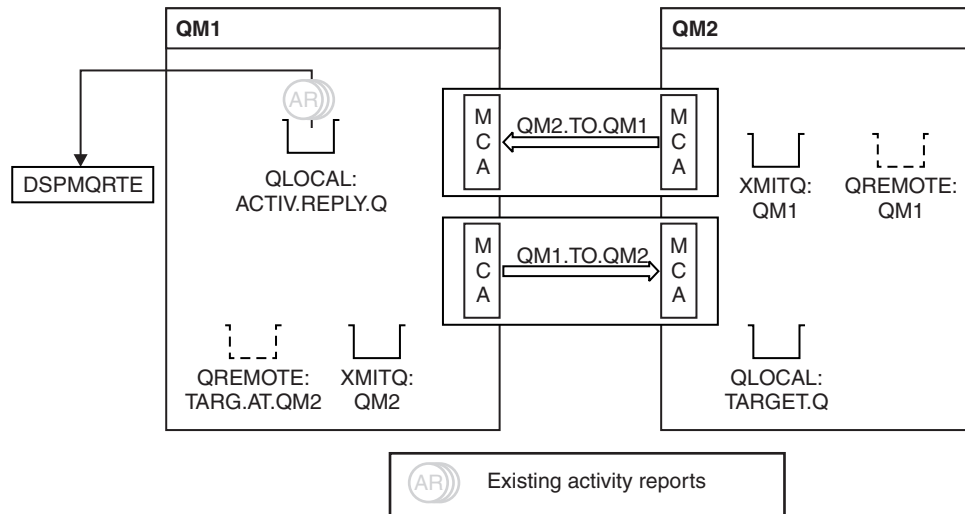 QM1
QM2
AR
M
C
A
QM2.TO.QM1
M
C
A
DSPMQRTE
QLOCAL:
ACTIV.REPLY.Q
XMITQ:
QM1
QREMOTE:
QM1
M
C
A
QM1.TO.QM2
M
C
A
QREMOTE:
TARG.AT.QM2
XMITQ:
QM2
QLOCAL:
TARGET.Q
AR
Existing activity reports